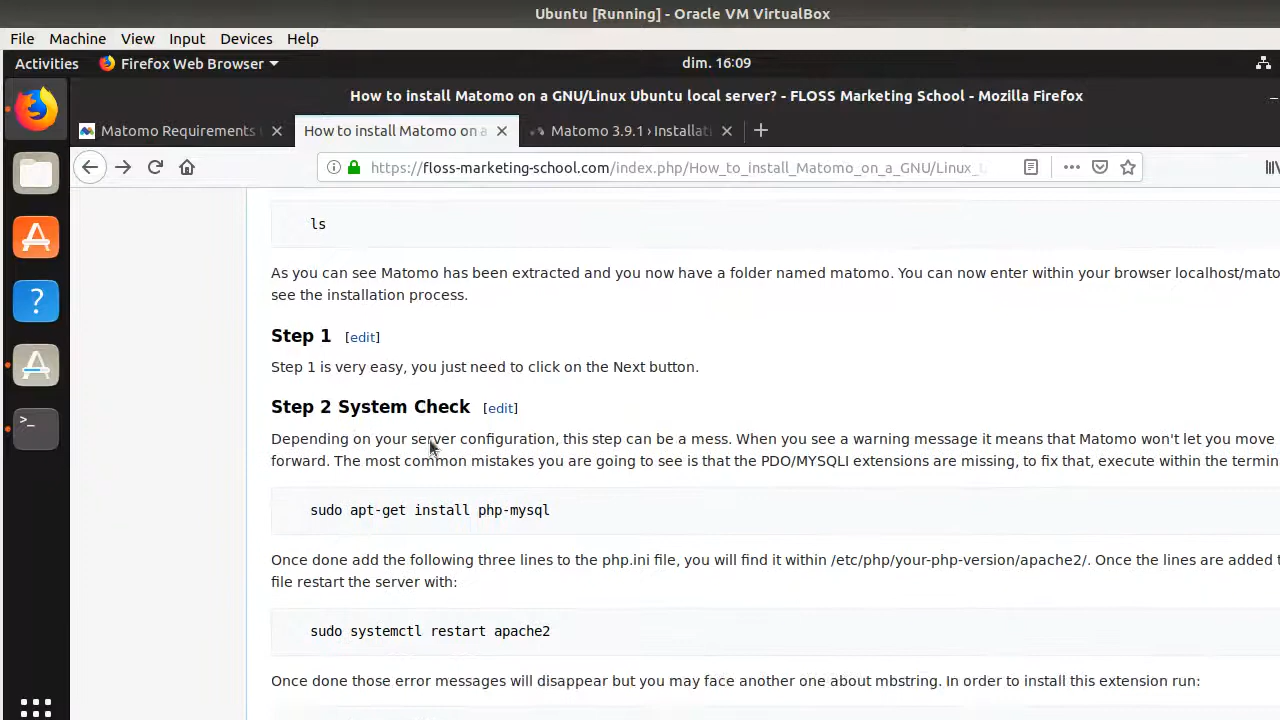 Ubuntu [Running] - Oracle VM VirtualBox
File Machine View Input Devices Help
Activities Firefox Web Browser dim. 16:09
How to install Matomo on a GNU/Linux Ubuntu local server? - FLOSS Marketing School - Mozilla Firefox
Matomo Requirements How to install Matomo on a Matomo 3.9.1 › Installat
https://floss-marketing-school.com/index.php/How_to_install_Matomo_on_a_GNU/Linux_
ls
As you can see Matomo has been extracted and you now have a folder named matomo. You can now enter within your browser localhost/mato
see the installation process.
Step 1 [edit]
Step 1 is very easy, you just need to click on the Next button.
Step 2 System Check [edit]
Depending on your server configuration, this step can be a mess. When you see a warning message it means that Matomo won't let you move
forward. The most common mistakes you are going to see is that the PDO/MYSQLI extensions are missing, to fix that, execute within the termin
sudo apt-get install php-mysql
Once done add the following three lines to the php.ini file, you will find it within /etc/php/your-php-version/apache2/. Once the lines are added t
file restart the server with:
sudo systemctl restart apache2
Once done those error messages will disappear but you may face another one about mbstring. In order to install this extension run: